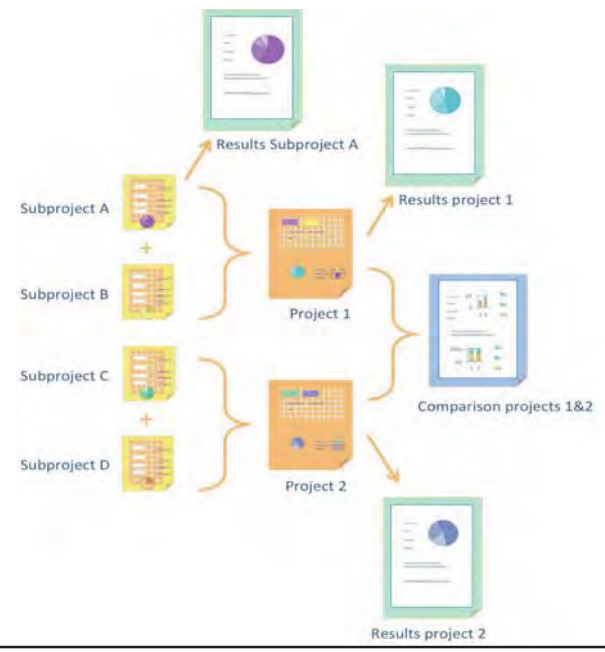 Results Subproject A
Results project 1
Subproject A
+
Subproject B
Project 1
Subproject C
Comparison projects 1&2
+
Subproject D
Project 2
Results project 2